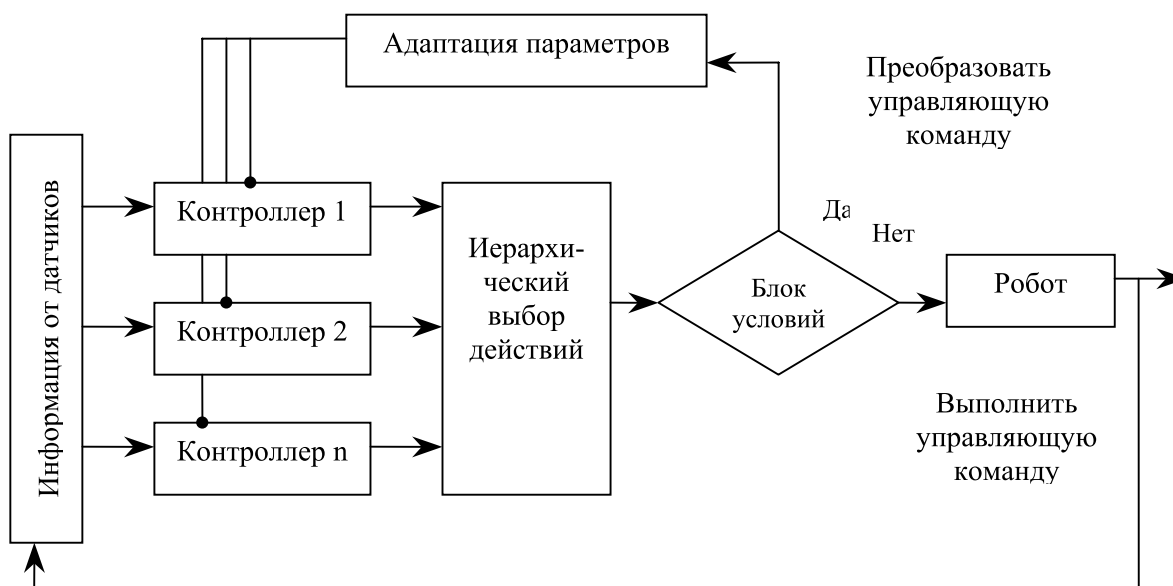 Адаптация параметров
Преобразовать
управляющую
команду
Информация от датчиков
Контроллер 1
Контроллер 2
Контроллер n
Иерархи-
ческий
выбор
действий
Да
Нет
Блок
условий
Робот
Выполнить
управляющую
команду